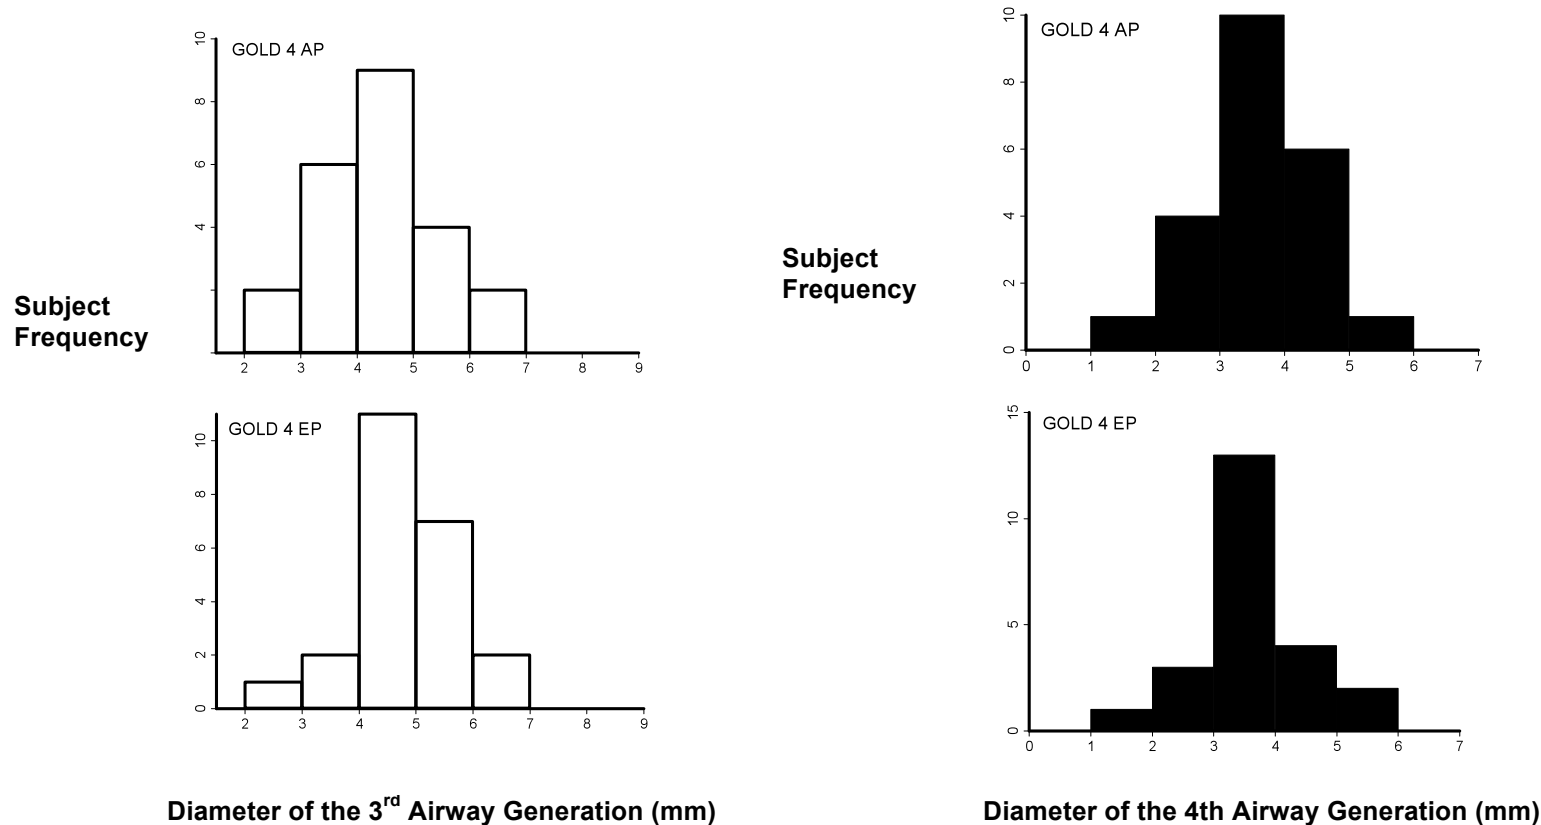 GOLD 4 AP
10
8
6
4
Subject
Frequency
2 3 4 5 6 7 8 9
GOLD 4 EP
10
8
6
4
2
0
2 3 4 5 6 7 8 9
Diameter of the 3rd Airway Generation (mm)
GOLD 4 AP
10
8
6
4
2
0
Subject
Frequency
0 1 2 3 4 5 6 7
GOLD 4 EP
15
10
5
0
0 1 2 3 4 5 6 7
Diameter of the 4th Airway Generation (mm)